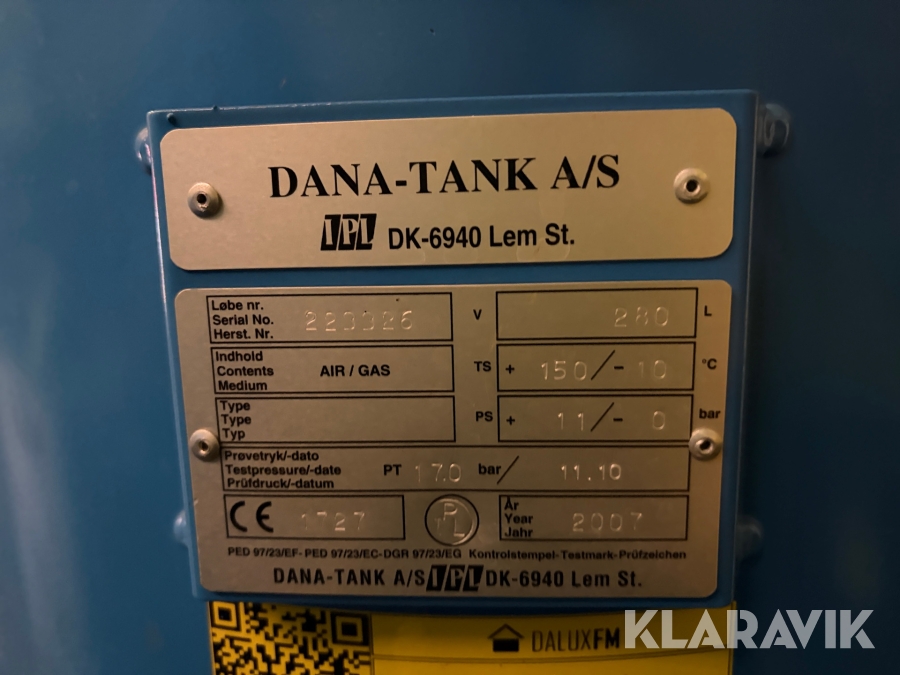 DANA-TANK A/S
IPL DK-6940 Lem St.
Løbe nr.
Serial No. 220026
Herst. Nr.
V 280 L
Indhold
Contents AIR / GAS
Medium
TS + 150/-10 °C
Type
Type
Typ
PS + 11/-0 bar
Prøvetryk/-dato
Testpressure/-date PT 17.0 bar/ 11.10
Prüfdruck/-datum
CE 1727
År
Year 2007
Jahr
PED 97/23/EF- PED 97/23/EC-DGR 97/23/EG Kontrolstempel-Testmark-Prüfzeichen
DANA-TANK A/S IPL DK-6940 Lem St.
DALUXFM
KLARAVIK